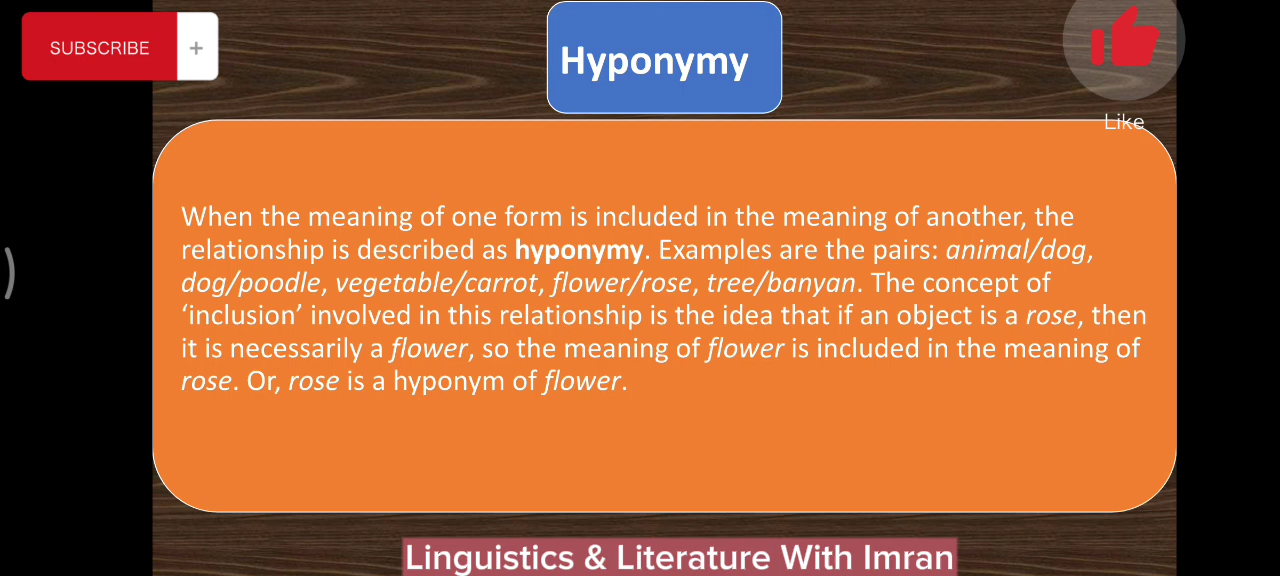 SUBSCRIBE +
Hyponymy
Like
When the meaning of one form is included in the meaning of another, the
relationship is described as hyponymy. Examples are the pairs: animal/dog,
dog/poodle, vegetable/carrot, flower/rose, tree/banyan. The concept of
‘inclusion’ involved in this relationship is the idea that if an object is a rose, then
it is necessarily a flower, so the meaning of flower is included in the meaning of
rose. Or, rose is a hyponym of flower.
Linguistics & Literature With Imran